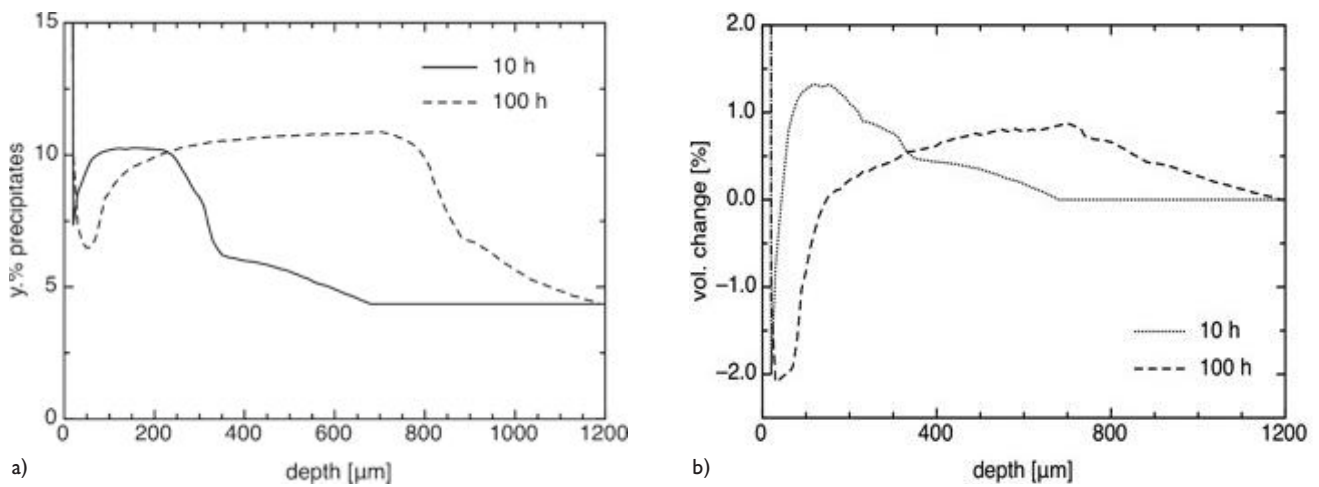 15
10
5
0
y.% precipitates
10 h
100 h
0 200 400 600 800 1000 1200
depth [µm]
a)
2.0
1.0
0.0
−1.0
−2.0
vol. change [%]
10 h
100 h
0 400 800 1200
depth [µm]
b)